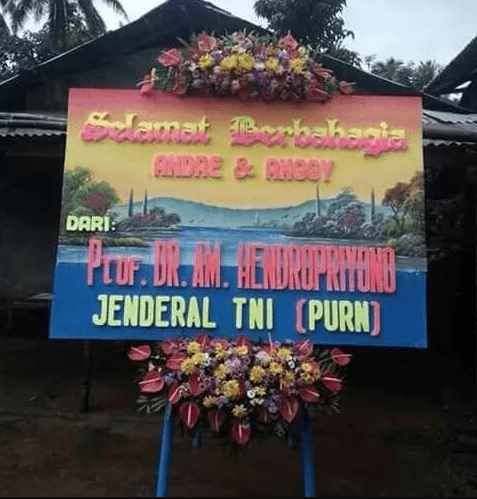 Selamat Berbahagia
ANDRE & ANGGY
DARI:
Prof. DR. AM. HENDROPRIYONO
JENDERAL TNI (PURN)